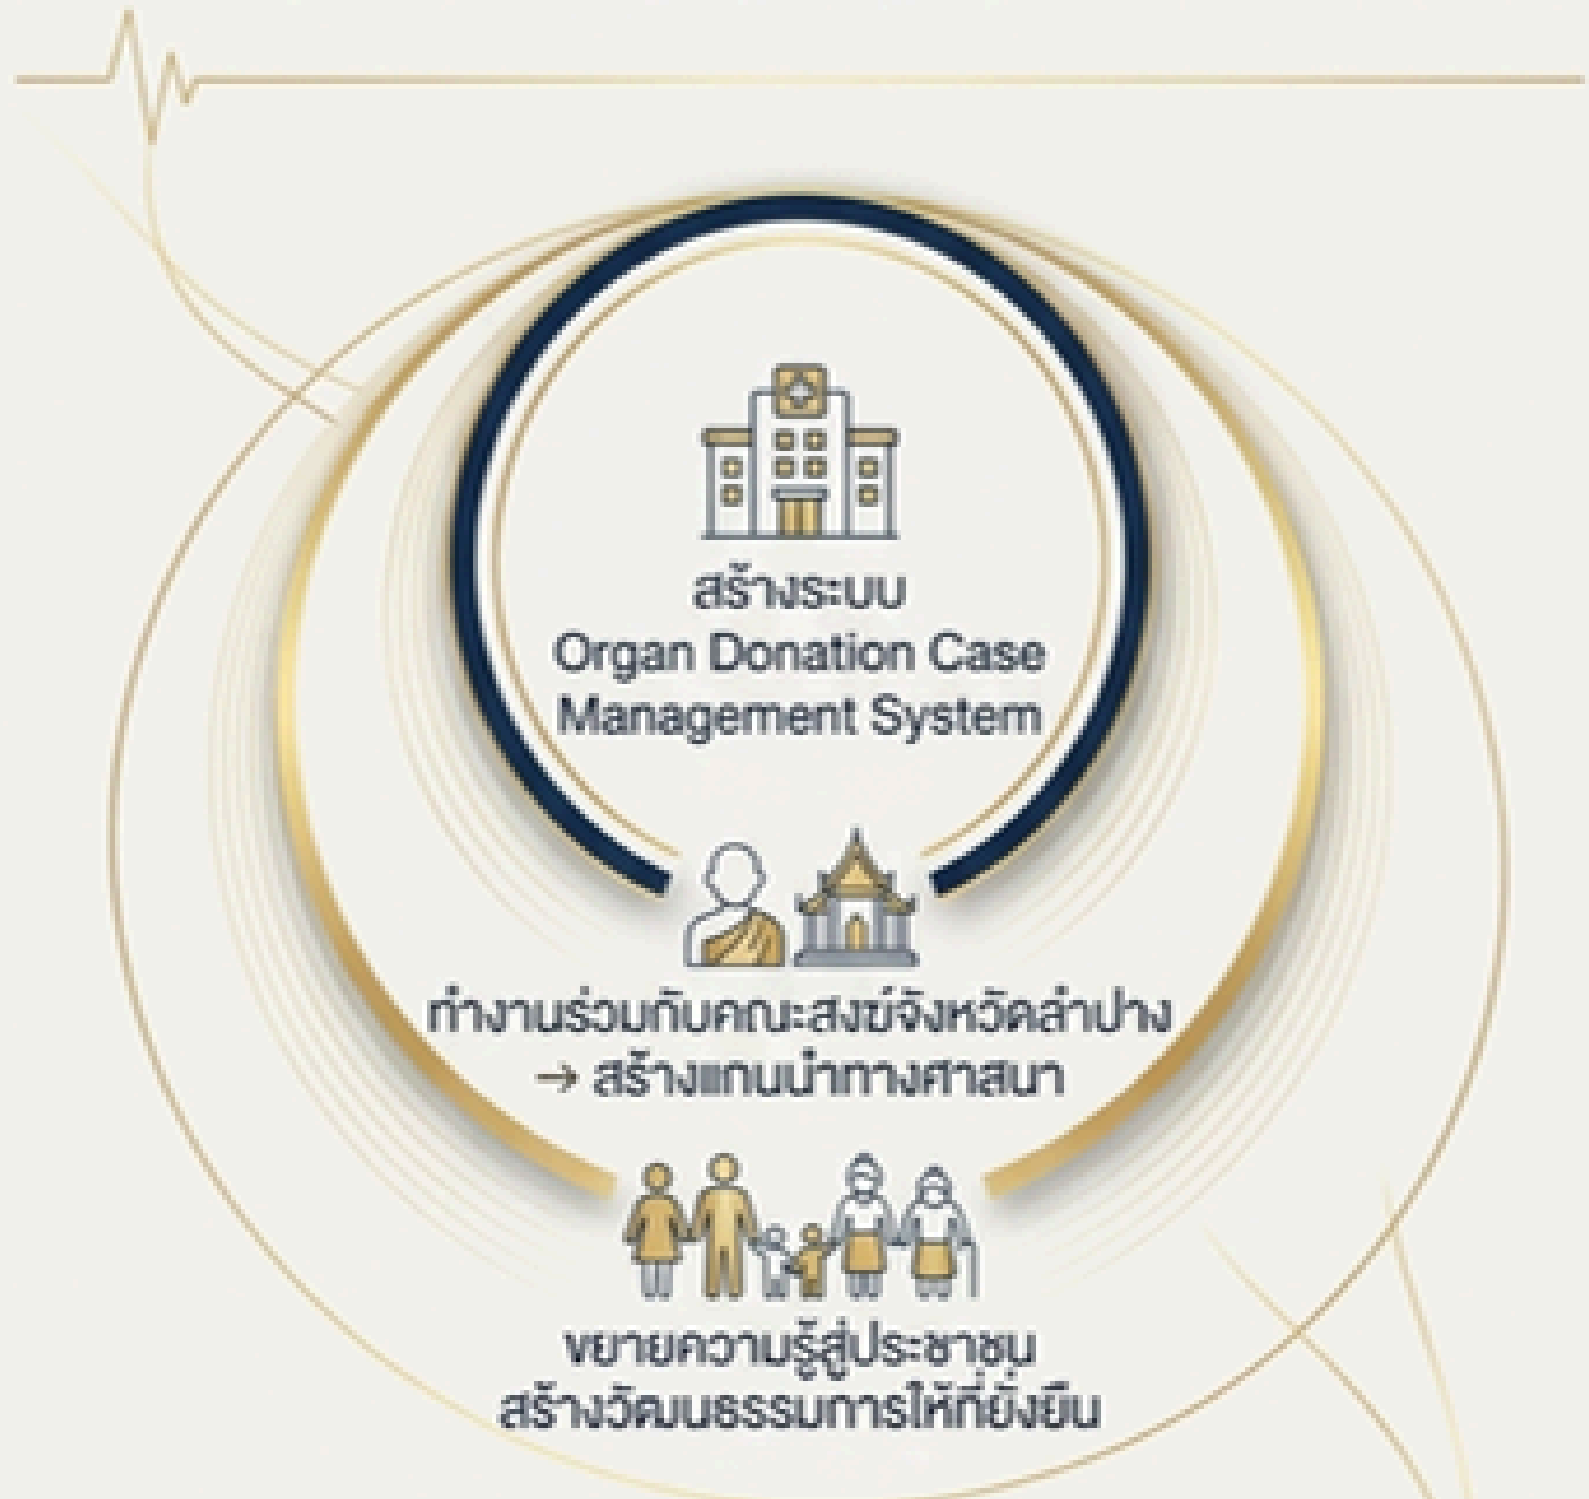 สร้างระบบ
Organ Donation Case
Management System
ทำงานร่วมกับคณะสงฆ์จังหวัดลำปาง
→ สร้างแกนนำทางศาสนา
ขยายความรู้สู่ประชาชน
สร้างวัฒนธรรมการให้ที่ยั่งยืน